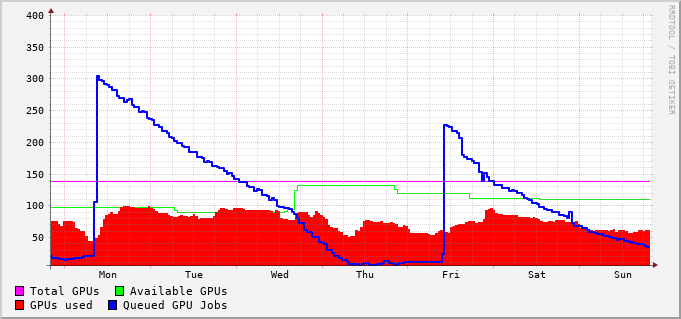 400
350
300
250
200
150
100
50
Mon Tue Wed Thu Fri Sat Sun
Total GPUs Available GPUs
GPUs used Queued GPU Jobs
RRDTOOL / TOBI OETIKER